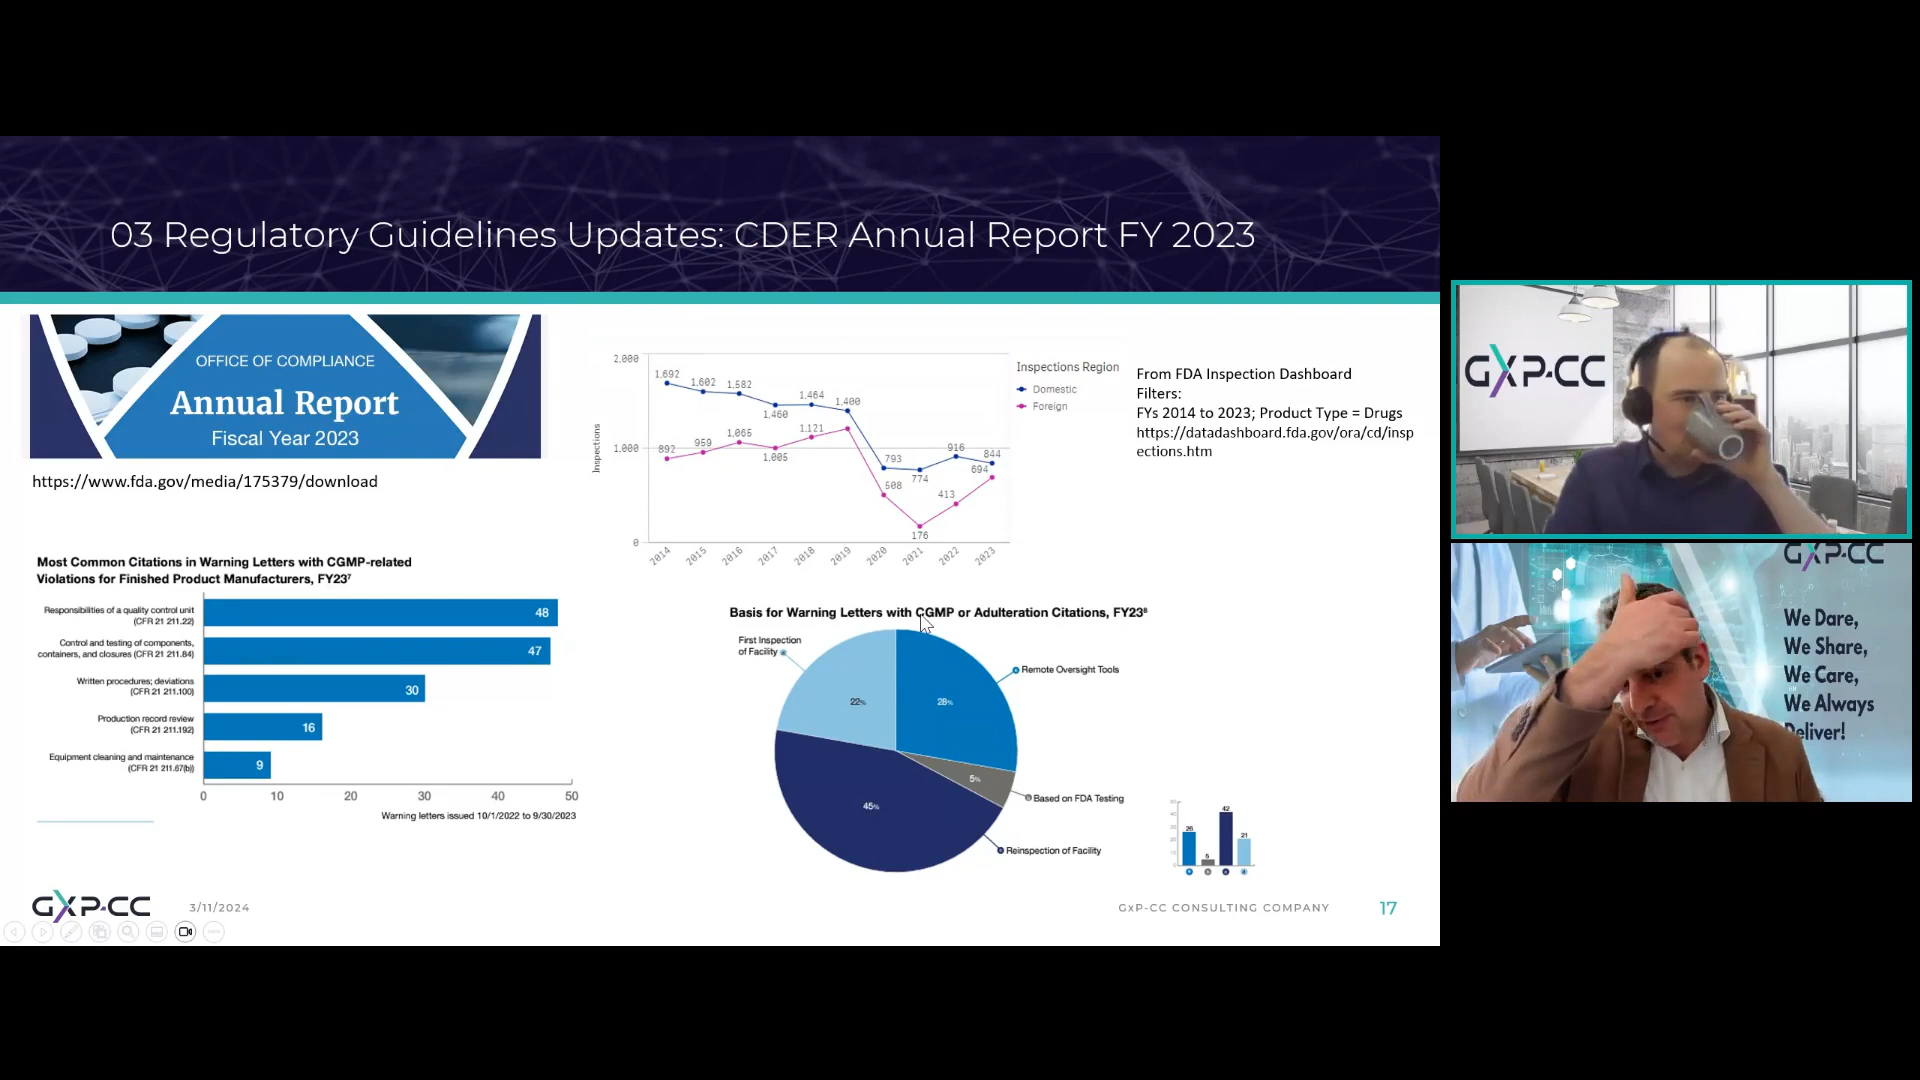 03 Regulatory Guidelines Updates: CDER Annual Report FY 2023
OFFICE OF COMPLIANCE
Annual Report
Fiscal Year 2023
https://www.fda.gov/media/175379/download
2,000
1,000
0
Inspections
1,692
1,602
1,582
1,460
1,464
1,400
793
774
916
844
892
959
1,065
1,005
1,121
508
176
413
694
2014
2015
2016
2017
2018
2019
2020
2021
2022
2023
Inspections Region
Domestic
Foreign
From FDA Inspection Dashboard
Filters:
FYs 2014 to 2023; Product Type = Drugs
https://datadashboard.fda.gov/ora/cd/insp
ections.htm
Most Common Citations in Warning Letters with CGMP-related
Violations for Finished Product Manufacturers, FY23⁷
Responsibilities of a quality control unit
(CFR 21 211.22)
48
Control and testing of components,
containers, and closures (CFR 21 211.84)
47
Written procedures; deviations
(CFR 21 211.100)
30
Production record review
(CFR 21 211.192)
16
Equipment cleaning and maintenance
(CFR 21 211.67(b))
9
0
10
20
30
40
50
Warning letters issued 10/1/2022 to 9/30/2023
Basis for Warning Letters with CGMP or Adulteration Citations, FY23⁸
First Inspection
of Facility
22%
28%
Remote Oversight Tools
5%
Based on FDA Testing
45%
Reinspection of Facility
26
5
42
21
GXP-CC
3/11/2024
GxP-CC CONSULTING COMPANY
17
GXP-CC
GXP-CC
We Dare,
We Share,
We Care,
We Always
Deliver!